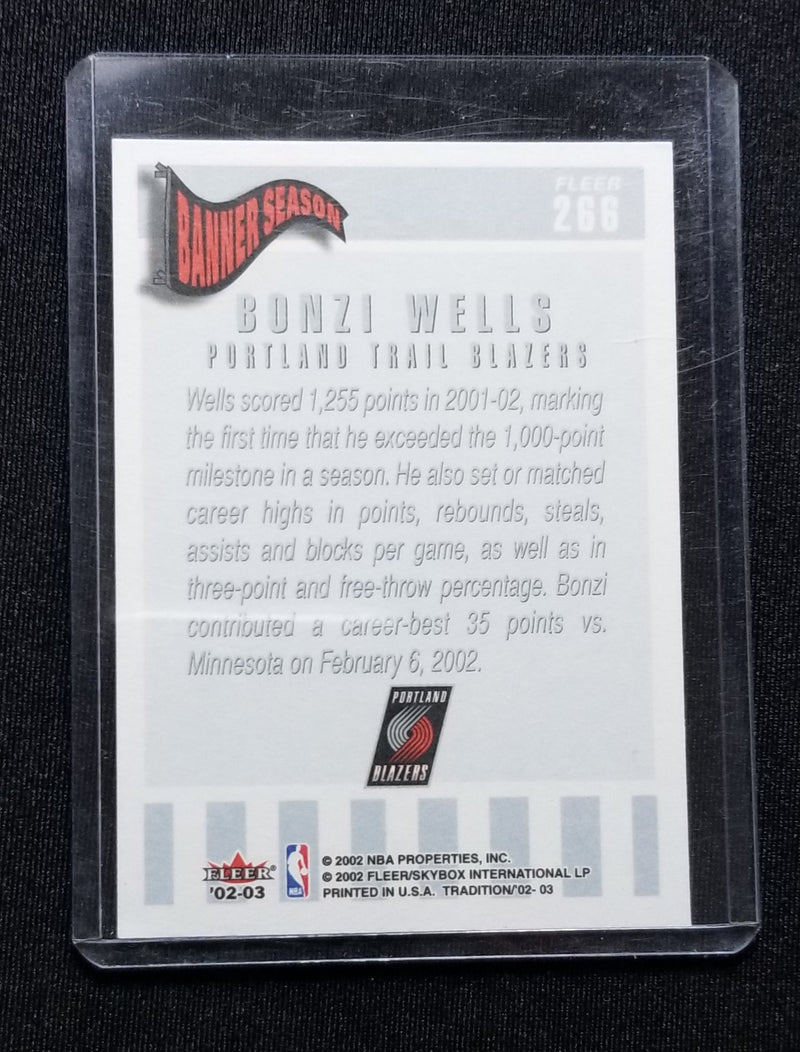 BANNER SEASON
FLEER
266
BONZI WELLS
PORTLAND TRAIL BLAZERS
Wells scored 1,255 points in 2001-02, marking
the first time that he exceeded the 1,000-point
milestone in a season. He also set or matched
career highs in points, rebounds, steals,
assists and blocks per game, as well as in
three-point and free-throw percentage. Bonzi
contributed a career-best 35 points vs.
Minnesota on February 6, 2002.
PORTLAND
BLAZERS
FLEER®
'02-03
NBA
© 2002 NBA PROPERTIES, INC.
© 2002 FLEER/SKYBOX INTERNATIONAL LP
PRINTED IN U.S.A. TRADITION/'02- 03